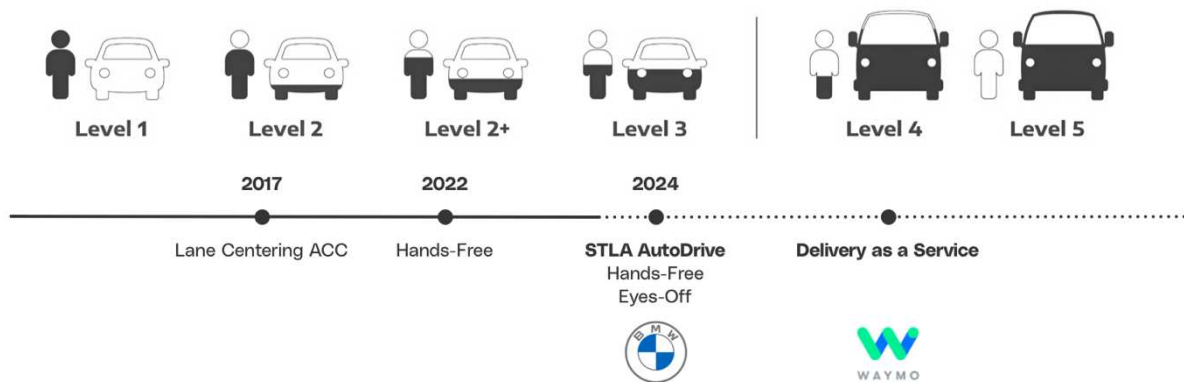 Level 1
Level 2
Level 2+
Level 3
Level 4
Level 5
2017
2022
2024
Lane Centering ACC
Hands-Free
STLA AutoDrive
Hands-Free
Eyes-Off
Delivery as a Service
BMW
WAYMO